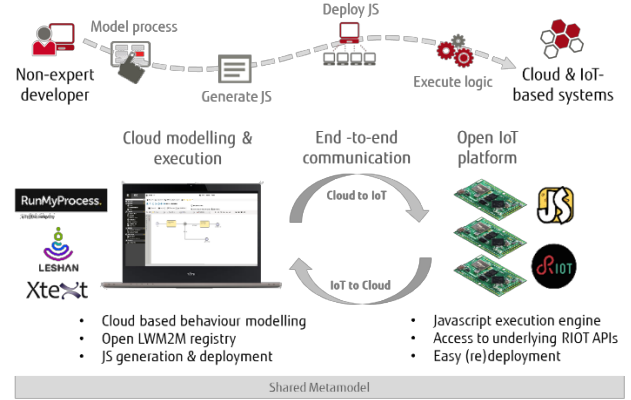 Deploy JS
Model process
Non-expert
developer
Generate JS
Execute logic
Cloud & IoT-
based systems
Cloud modelling &
execution
End -to-end
communication
Open IoT
platform
Cloud to IoT
IoT to Cloud
RunMyProcess.
LESHAN
Xtext
JS
RIOT
• Cloud based behaviour modelling
• Open LWM2M registry
• JS generation & deployment
• Javascript execution engine
• Access to underlying RIOT APIs
• Easy (re)deployment
Shared Metamodel